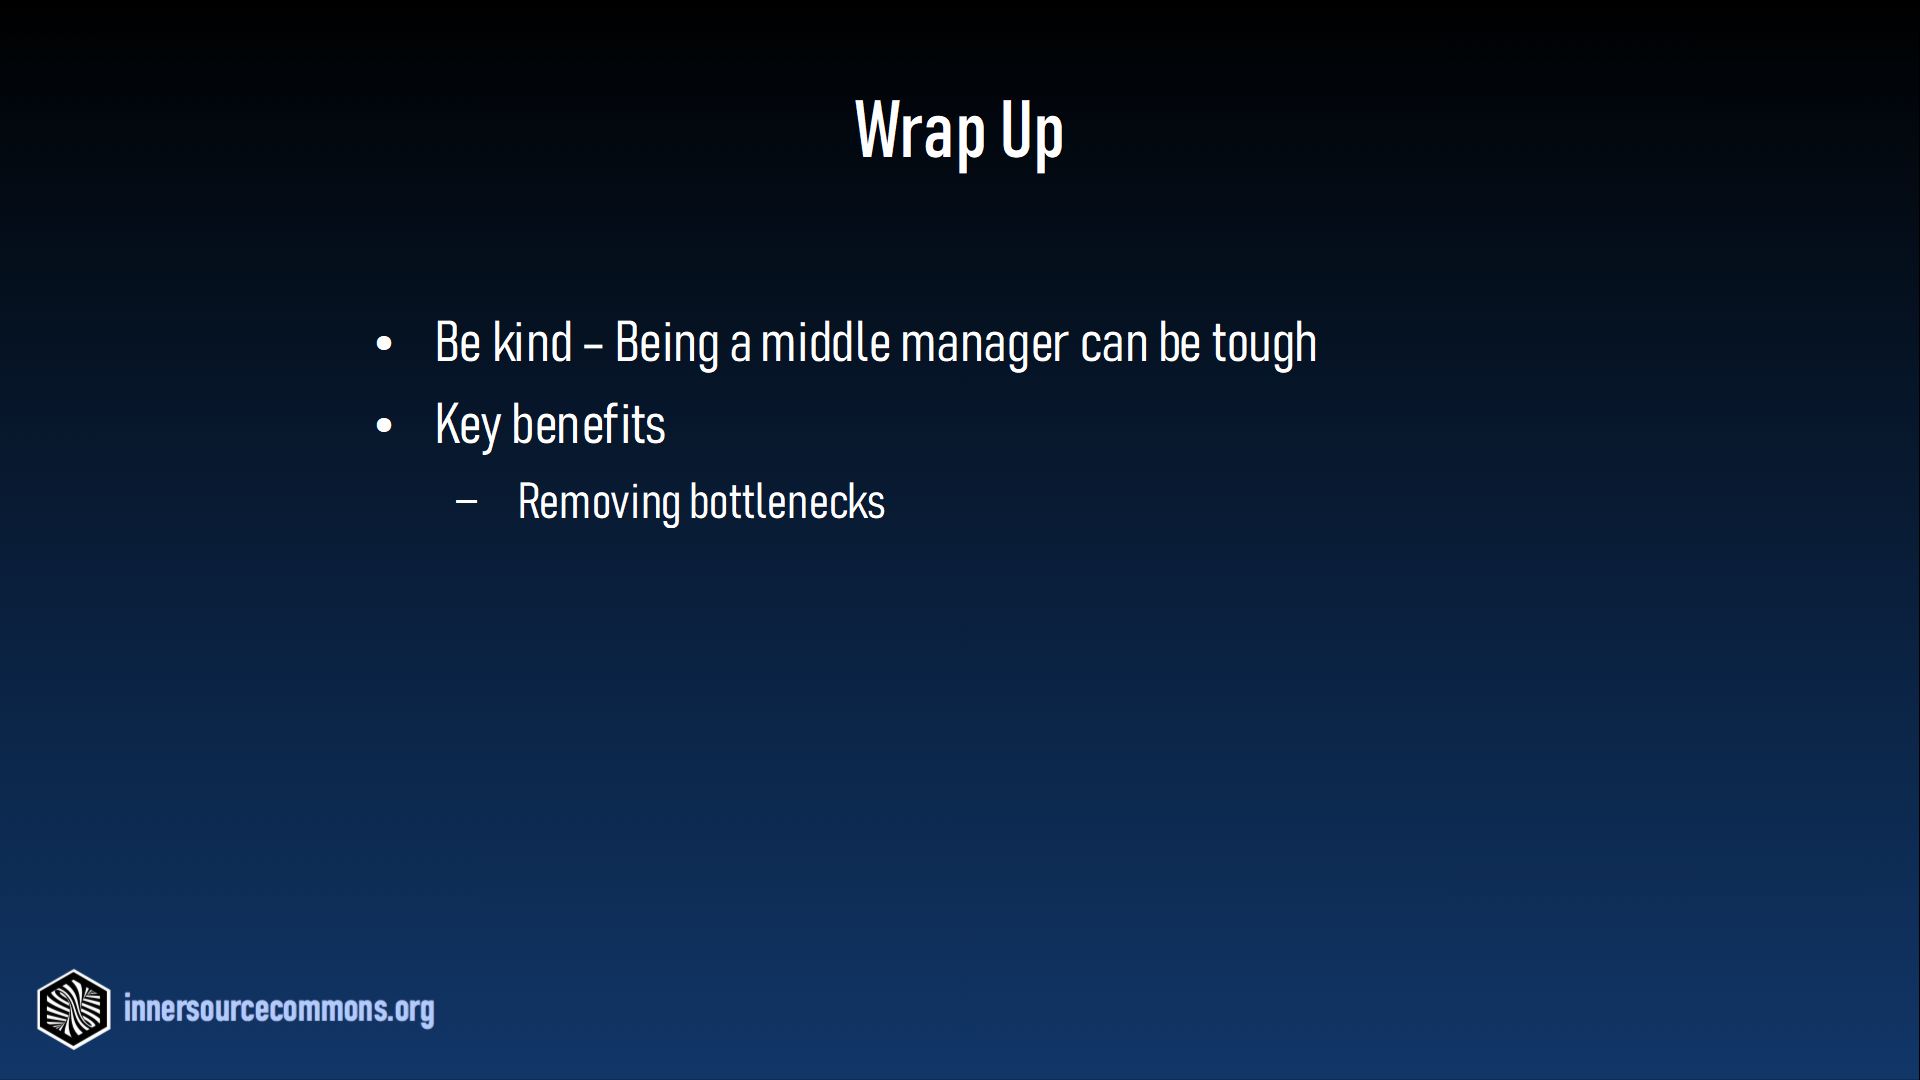 Wrap Up
• Be kind – Being a middle manager can be tough
• Key benefits
– Removing bottlenecks
innersourcecommons.org